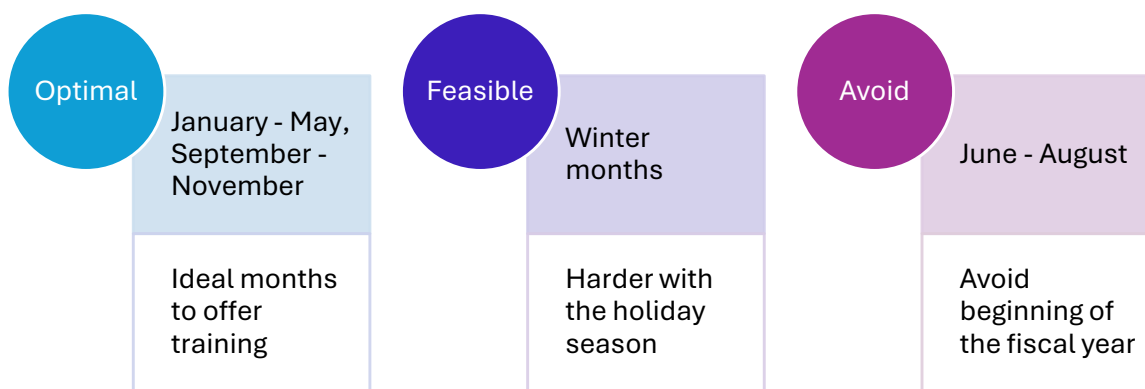 Optimal
January - May,
September -
November
Ideal months
to offer
training
Feasible
Winter
months
Harder with
the holiday
season
Avoid
June - August
Avoid
beginning of
the fiscal year